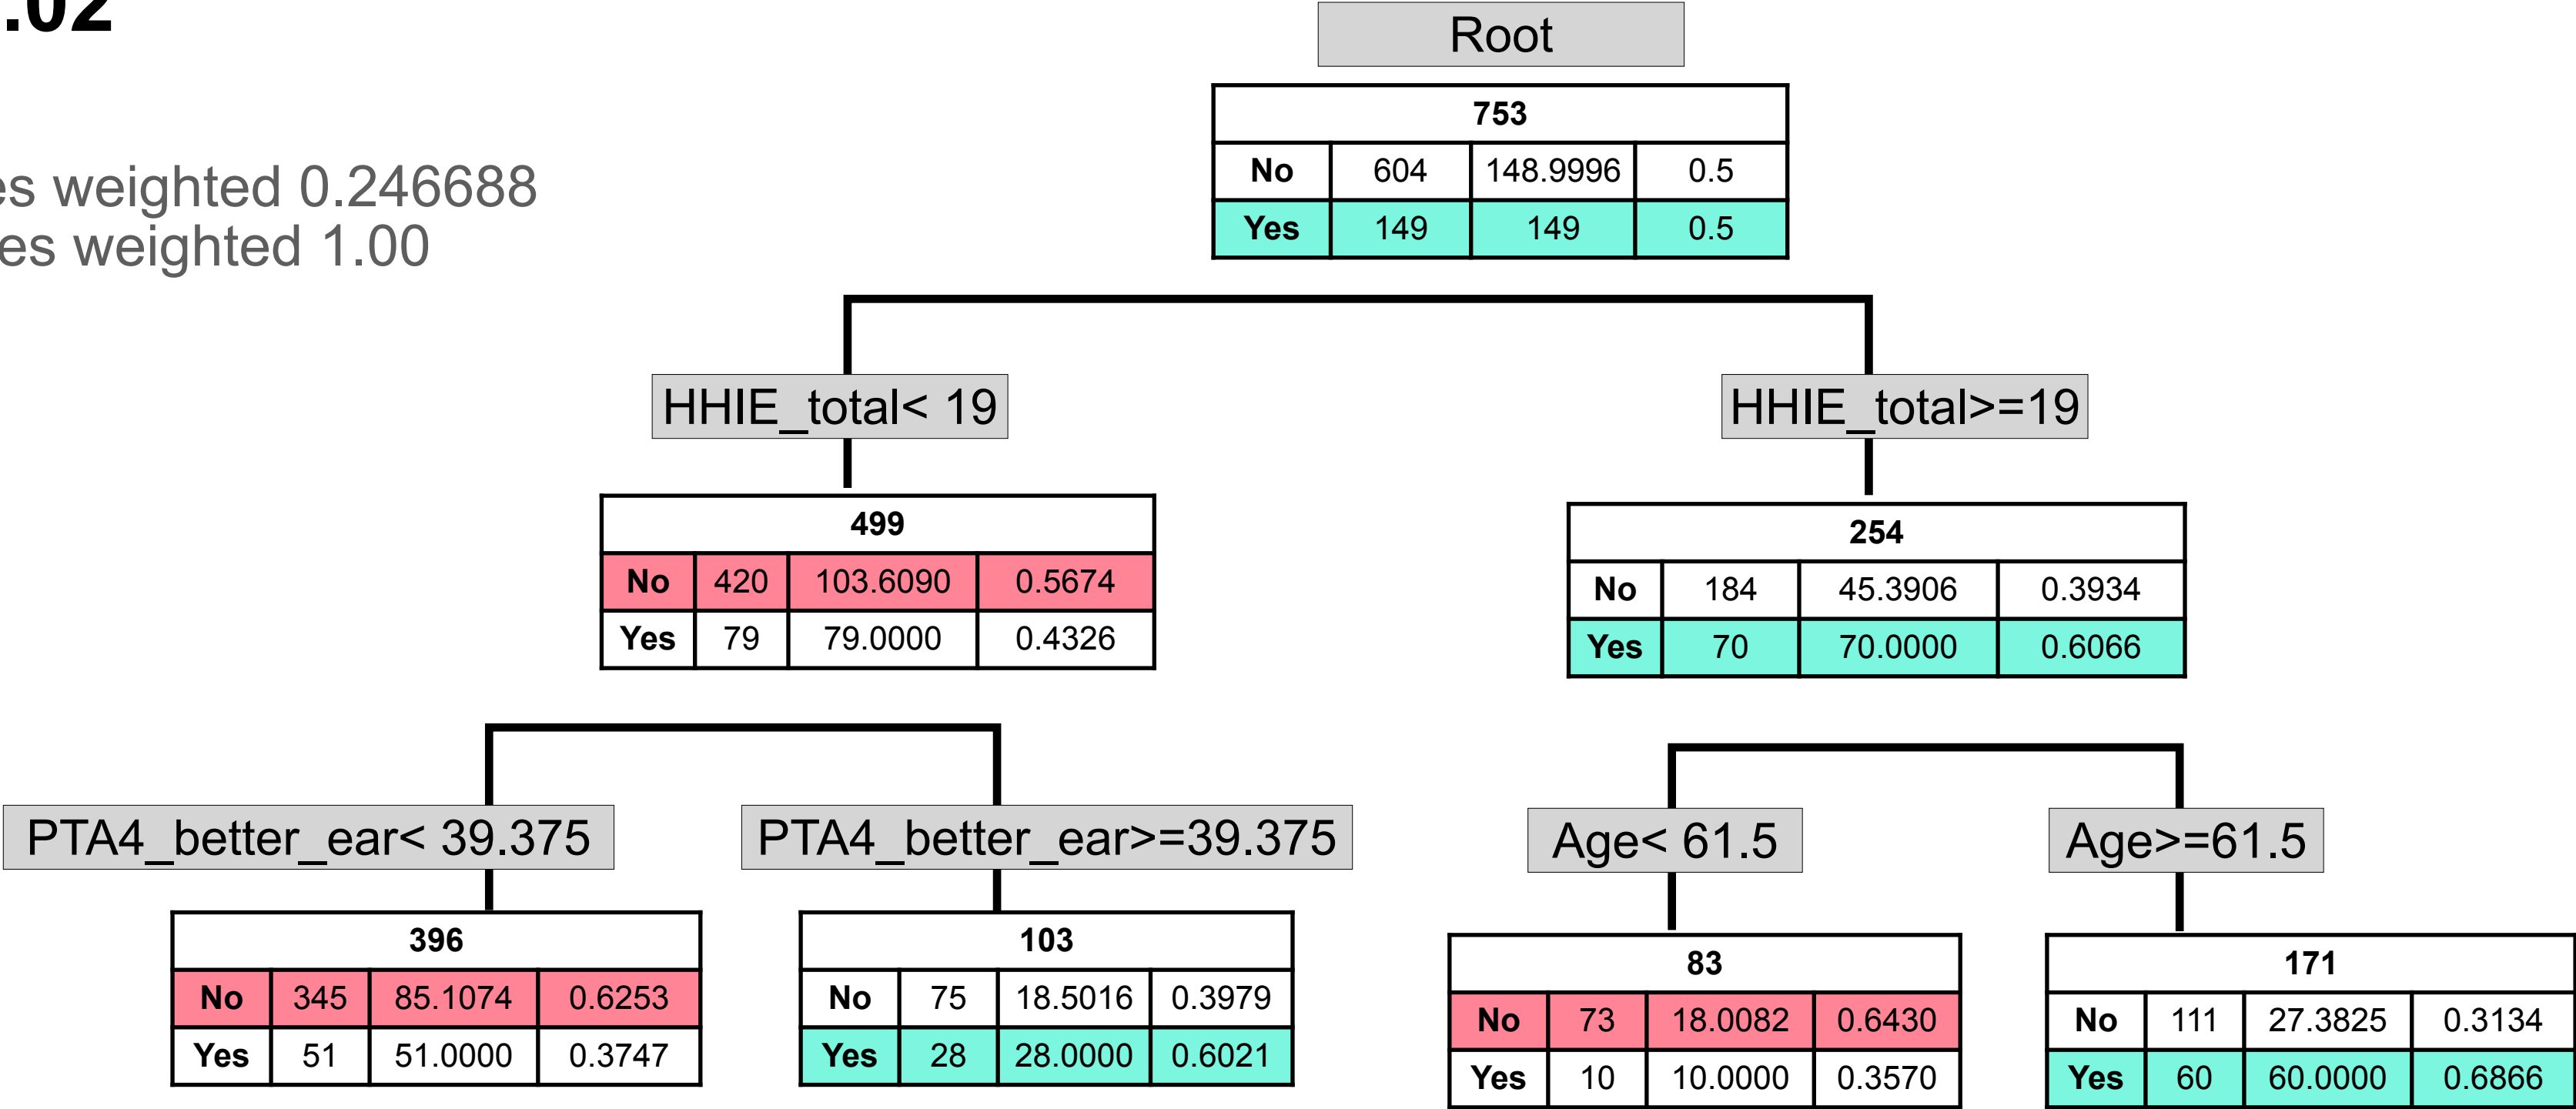 .02
Root
753
No 604 148.9996 0.5
Yes 149 149 0.5
es weighted 0.246688
es weighted 1.00
HHIE_total< 19
HHIE_total>=19
499
No 420 103.6090 0.5674
Yes 79 79.0000 0.4326
254
No 184 45.3906 0.3934
Yes 70 70.0000 0.6066
PTA4_better_ear< 39.375
PTA4_better_ear>=39.375
Age< 61.5
Age>=61.5
396
No 345 85.1074 0.6253
Yes 51 51.0000 0.3747
103
No 75 18.5016 0.3979
Yes 28 28.0000 0.6021
83
No 73 18.0082 0.6430
Yes 10 10.0000 0.3570
171
No 111 27.3825 0.3134
Yes 60 60.0000 0.6866